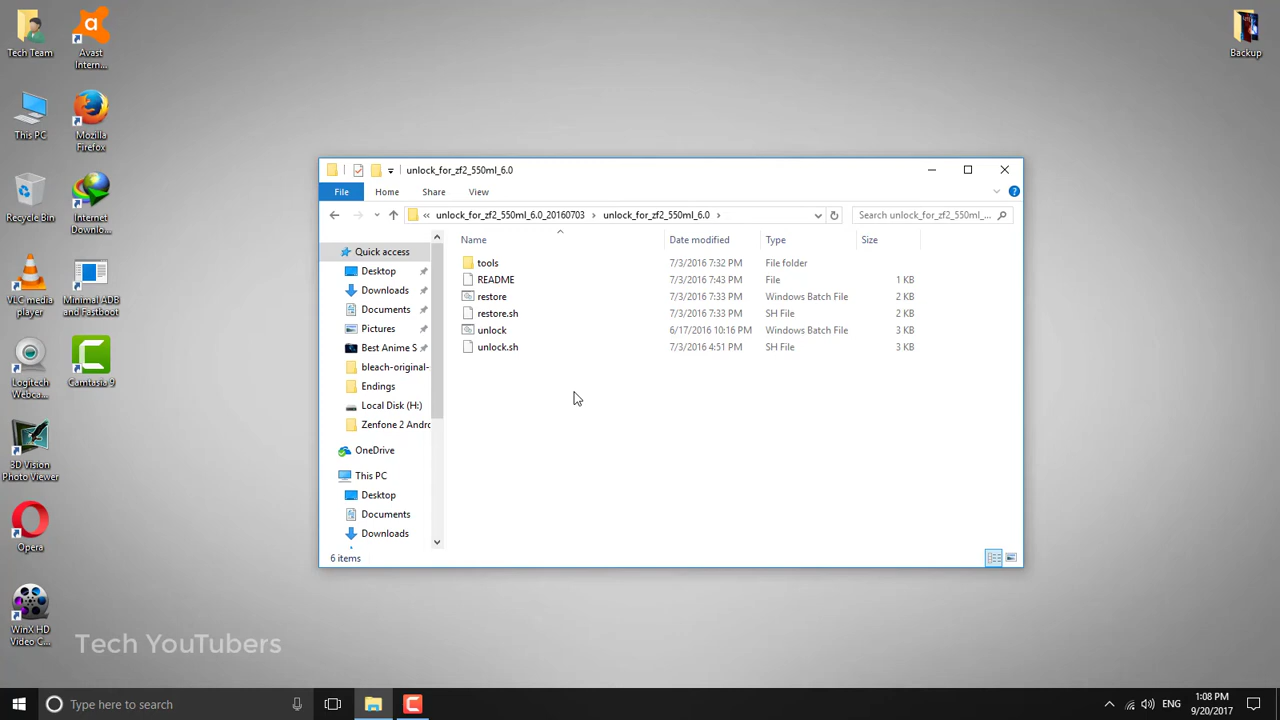 Tech Team
Avast
Intern...
This PC
Mozilla
Firefox
Recycle Bin
Internet
Downlo...
VLC media
player
Minimal ADB
and Fastboot
Logitech
Webca...
Camtasia 9
3D Vision
Photo Viewer
Opera
WinX HD
Video C...
Backup
unlock_for_zf2_550ml_6.0
File
Home
Share
View
unlock_for_zf2_550ml_6.0_20160703
unlock_for_zf2_550ml_6.0
Search unlock_for_zf2_550ml_...
Quick access
Desktop
Downloads
Documents
Pictures
Best Anime S
bleach-original-
Endings
Local Disk (H:)
Zenfone 2 Andro
OneDrive
This PC
Desktop
Documents
Downloads
Name Date modified Type Size
tools 7/3/2016 7:32 PM File folder
README 7/3/2016 7:43 PM File 1 KB
restore 7/3/2016 7:33 PM Windows Batch File 2 KB
restore.sh 7/3/2016 7:33 PM SH File 2 KB
unlock 6/17/2016 10:16 PM Windows Batch File 3 KB
unlock.sh 7/3/2016 4:51 PM SH File 3 KB
6 items
Tech YouTubers
Type here to search
ENG
1:08 PM
9/20/2017